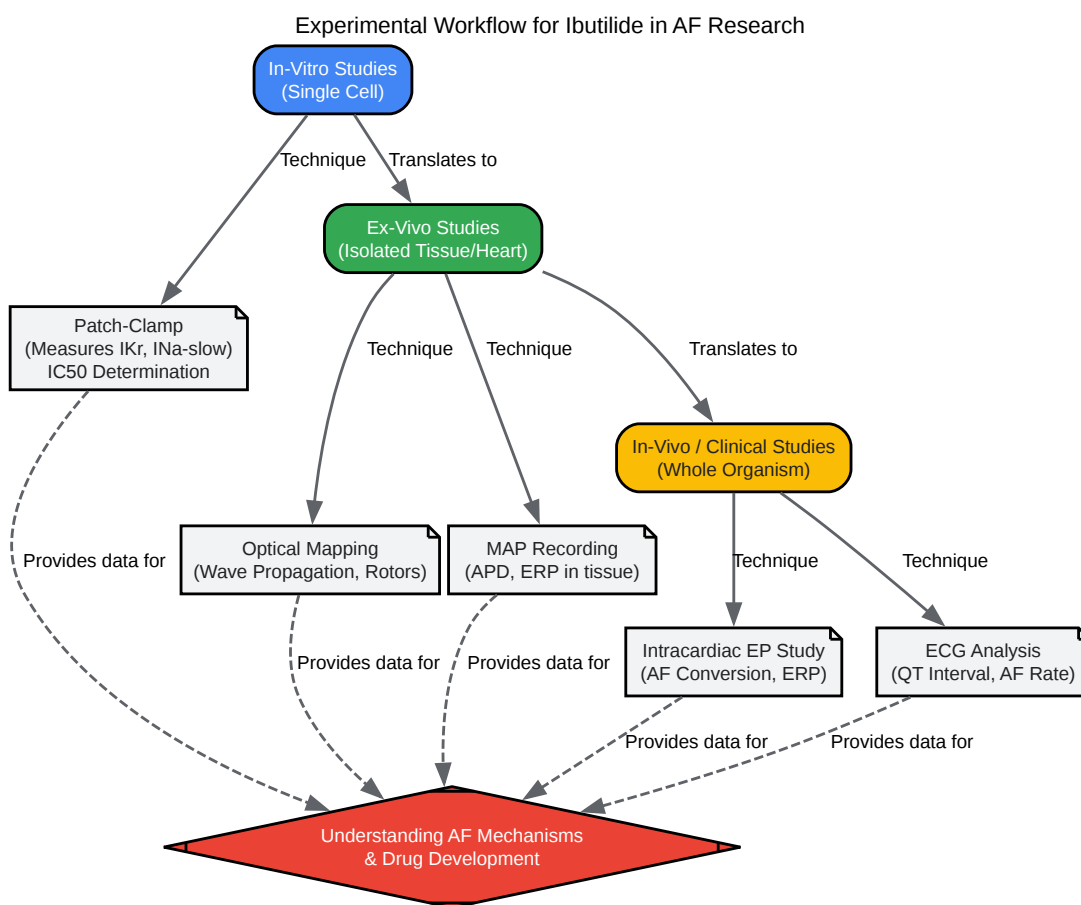 Experimental Workflow for Ibutilide in AF Research
In-Vitro Studies
(Single Cell)
Technique
Translates to
Ex-Vivo Studies
(Isolated Tissue/Heart)
Patch-Clamp
(Measures IKr, INa-slow)
IC50 Determination
Technique
Technique
Translates to
In-Vivo / Clinical Studies
(Whole Organism)
Provides data for
Optical Mapping
(Wave Propagation, Rotors)
MAP Recording
(APD, ERP in tissue)
Technique
Technique
Provides data for
Provides data for
Intracardiac EP Study
(AF Conversion, ERP)
ECG Analysis
(QT Interval, AF Rate)
Provides data for
Provides data for
Understanding AF Mechanisms
& Drug Development